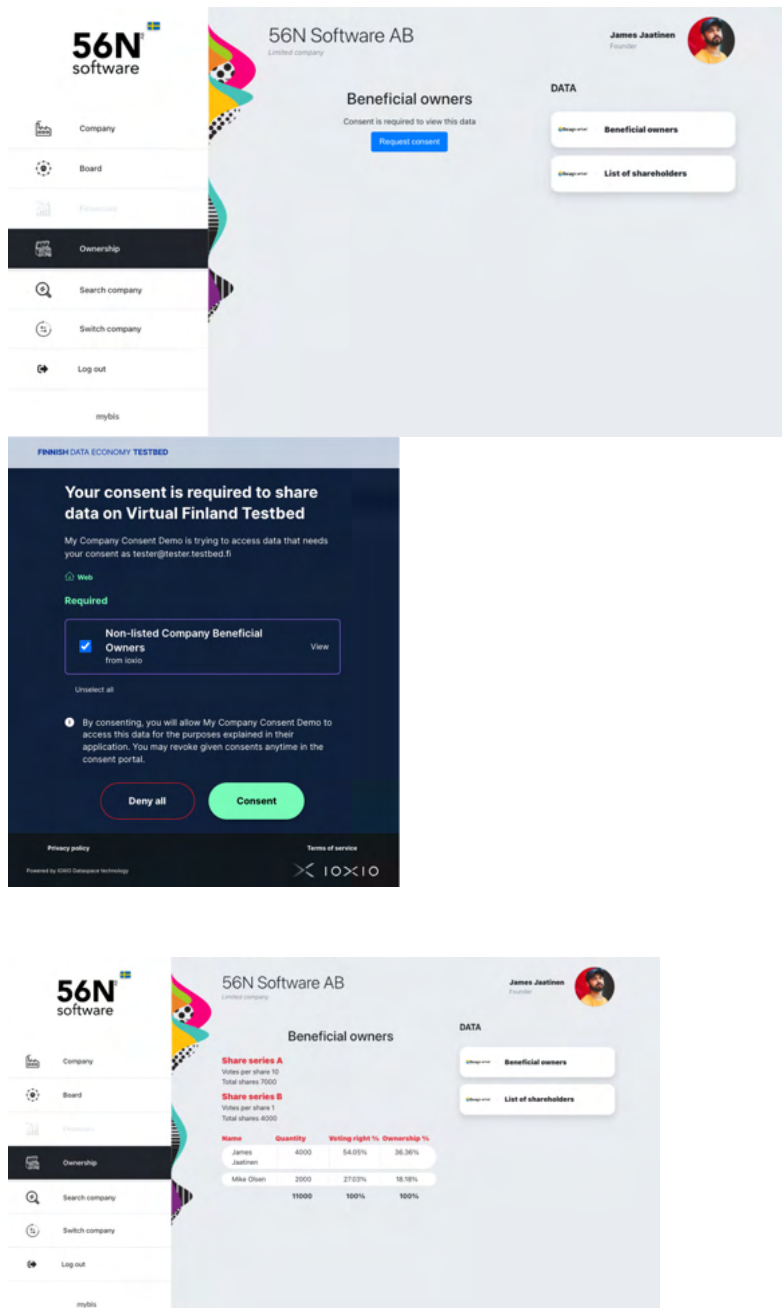 56N
software
Company
Board
Financials
Ownership
Search company
Switch company
Log out
mybis
56N Software AB
Limited company
Beneficial owners
Consent is required to view this data
Request consent
James Jaatinen
Founder
DATA
Beneficial owners
List of shareholders
FINNISH DATA ECONOMY TESTBED
Your consent is required to share
data on Virtual Finland Testbed
My Company Consent Demo is trying to access data that needs
your consent as tester@tester.testbed.fi
Web
Required
Non-listed Company Beneficial
Owners
from ioxio
View
Unselect all
By consenting, you will allow My Company Consent Demo to
access this data for the purposes explained in their
application. You may revoke given consents anytime in the
consent portal.
Deny all
Consent
Privacy policy
Terms of service
Powered by IOXIO Dataspace technology
IOXIO
56N
software
Company
Board
Financials
Ownership
Search company
Switch company
Log out
mybis
56N Software AB
Limited company
Beneficial owners
Share series A
Votes per share 10
Total shares 7000
Share series B
Votes per share 1
Total shares 4000
Name Quantity Voting right % Ownership %
James Jaatinen 4000 54.05% 36.36%
Mike Olsen 2000 27.03% 18.18%
11000 100% 100%
James Jaatinen
Founder
DATA
Beneficial owners
List of shareholders